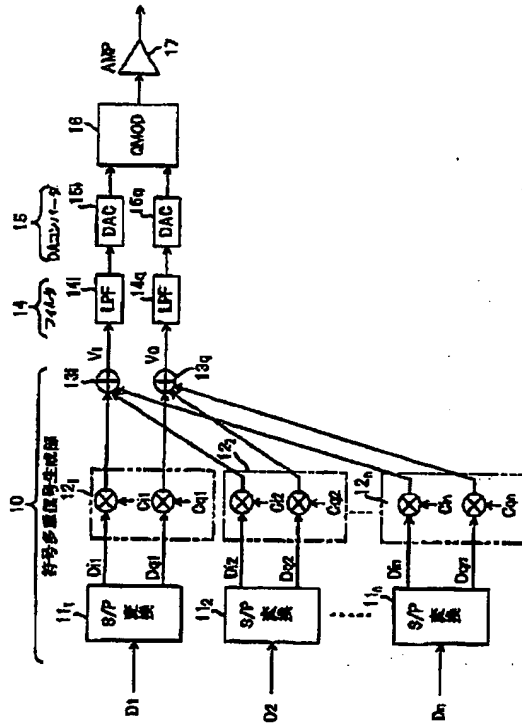 10
符号多重信号生成部
14
フィルタ
15
DAコンバータ
D1
11₁
S/P
変換
Di1
Dq1
12₁
Ci1
Cq1
13i
13q
VI
VQ
14i
LPF
14q
LPF
15i
DAC
15q
DAC
16
QMOD
AMP
17
D2
11₂
S/P
変換
Di2
Dq2
12₂
Ci2
Cq2
Dn
11n
S/P
変換
Din
Dqn
12n
Cin
Cqn